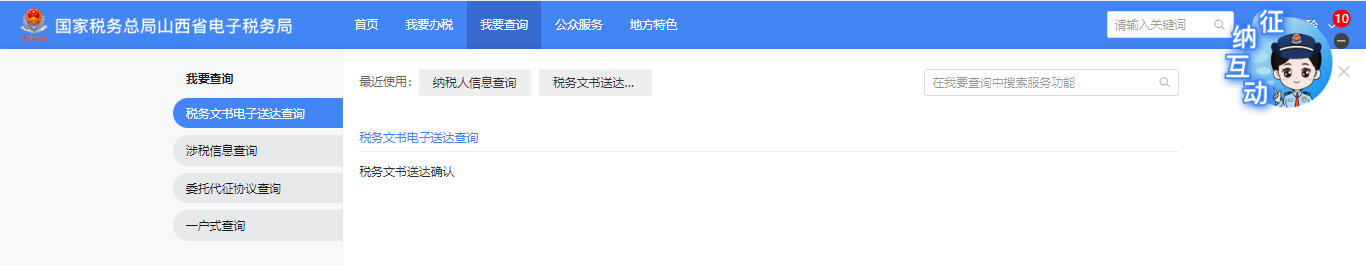 国家税务总局山西省电子税务局
首页 我要办税 我要查询 公众服务 地方特色
请输入关键词
10
征纳互动
我要查询
税务文书电子送达查询
涉税信息查询
委托代征协议查询
一户式查询
最近使用： 纳税人信息查询 税务文书送达...
在我要查询中搜索服务功能
税务文书电子送达查询
税务文书送达确认